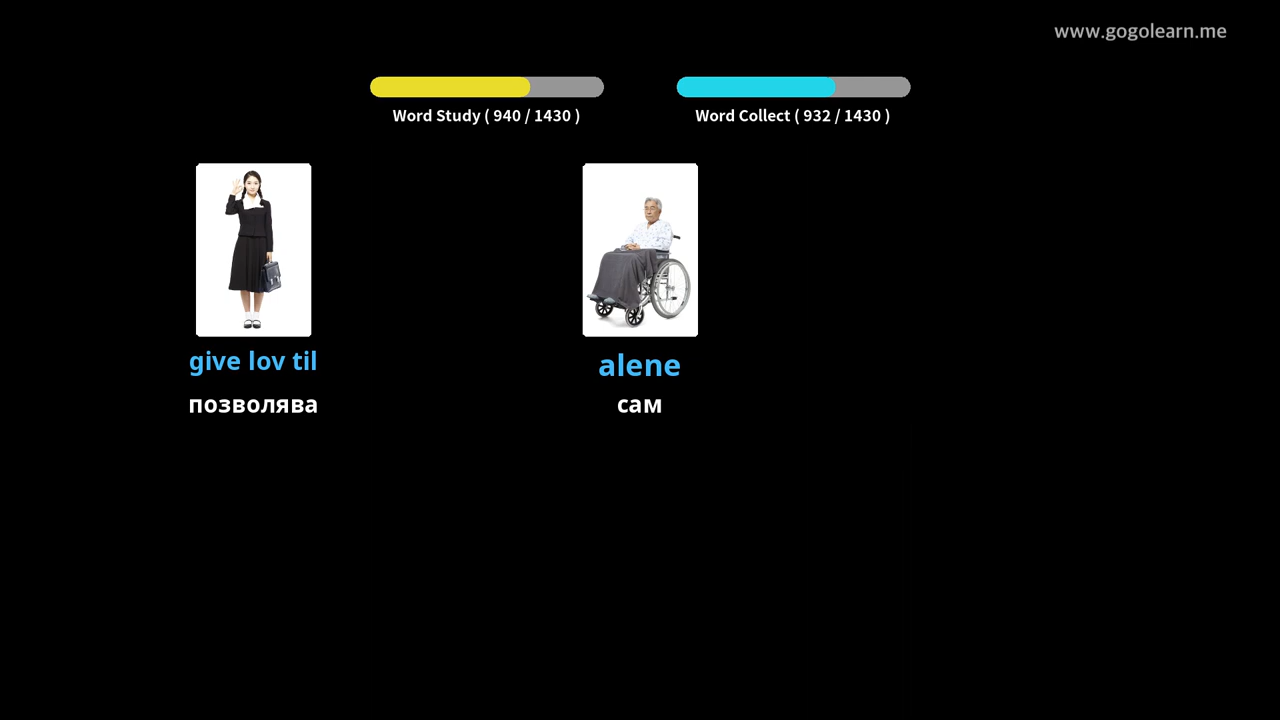 www.gogolearn.me
Word Study ( 940 / 1430 )
Word Collect ( 932 / 1430 )
give lov til
alene
позволява
сам